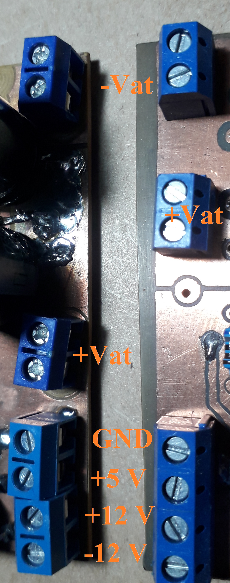 -Vat
+Vat
+Vat
GND
+5 V
+12 V
-12 V